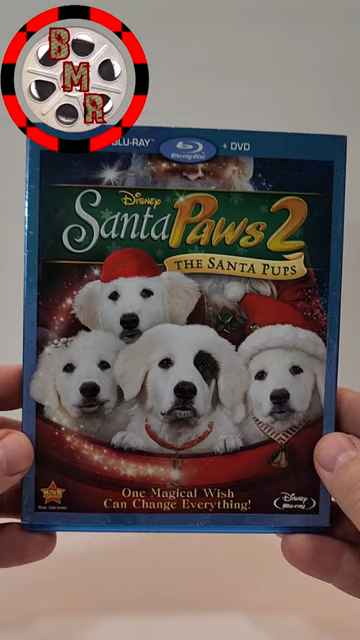 BMR
BLU-RAY
Blu-ray Disc
+ DVD
Disney
Santa Paws 2
THE SANTA PUPS
One Magical Wish
Can Change Everything!
Disney
Blu-ray